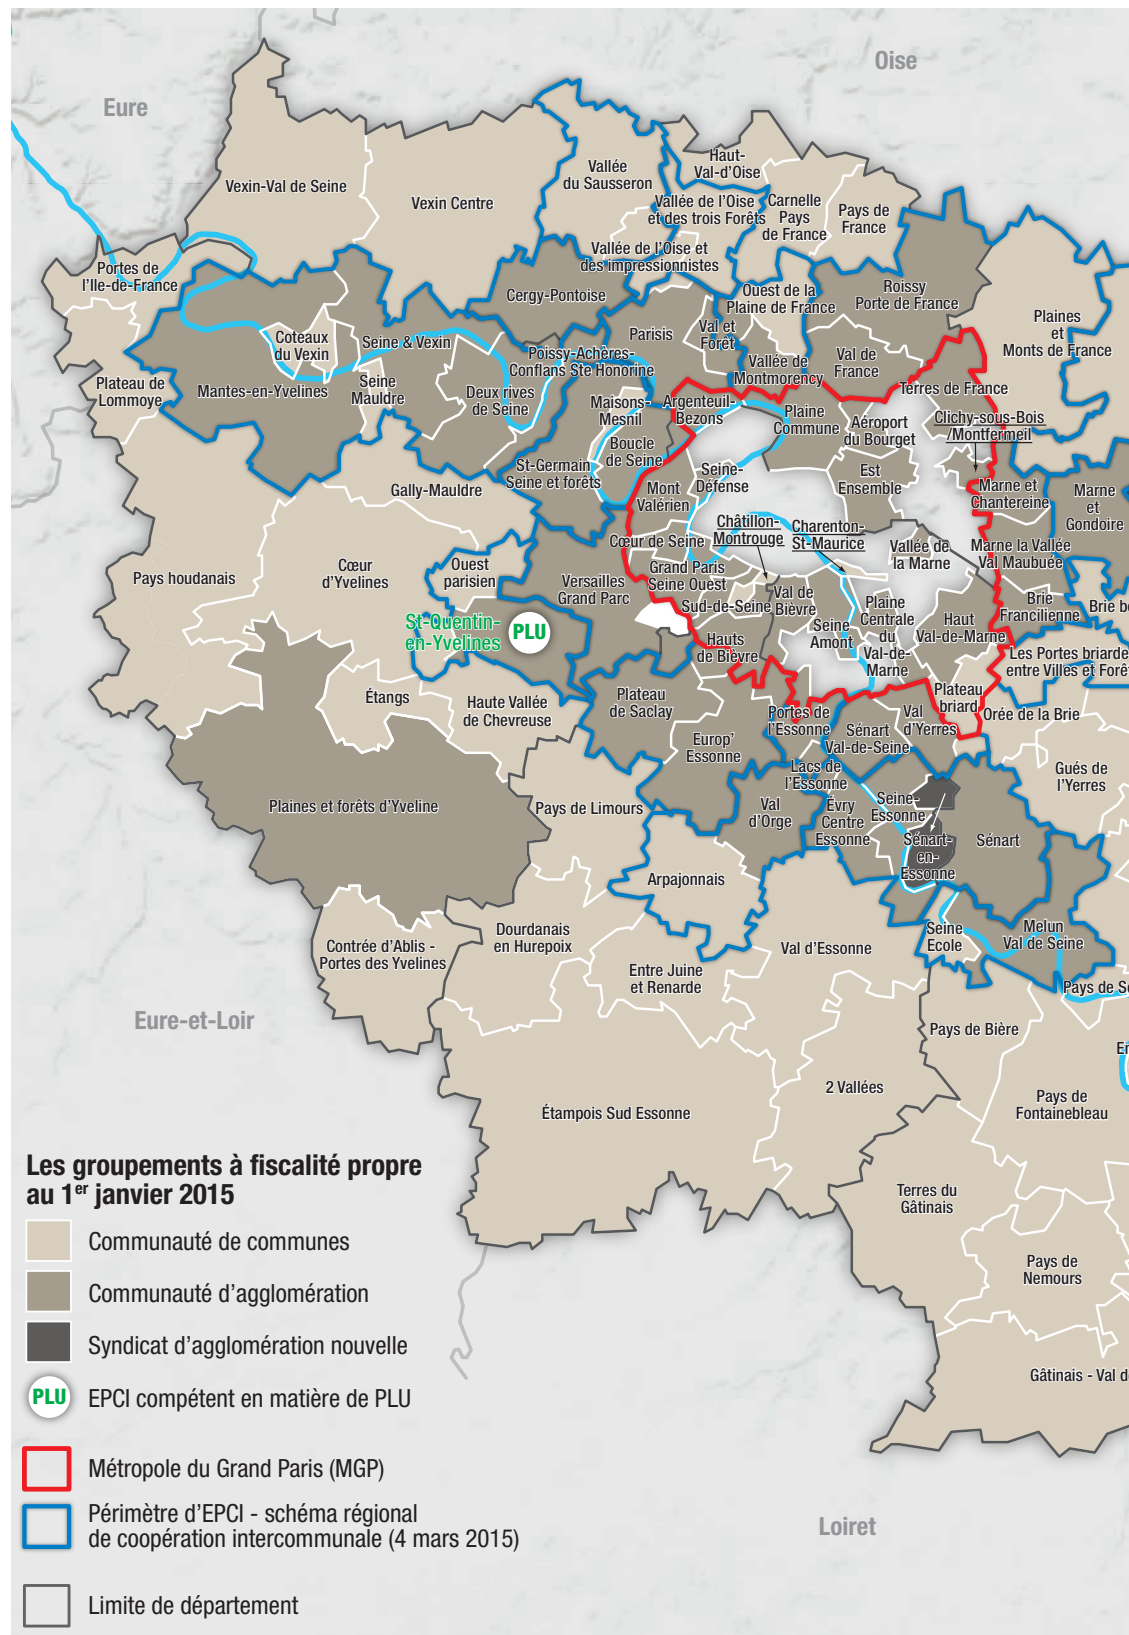 Oise
Eure
Haut-
Val-d'Oise
Vallée
du Sausseron
Vexin-Val de Seine
Vexin Centre
Vallée de l'Oise
et des trois Forêts
Carnelle
Pays
de France
Pays de
France
Vallée de l'Oise et
des impressionnistes
Portes de
l'Ile-de-France
Cergy-Pontoise
Ouest de la
Plaine de France
Roissy
Porte de France
Plaines
et
Monts de France
Parisis
Val et
Forêt
Coteaux
du Vexin
Seine & Vexin
Poissy-Achères-
Conflans Ste Honorine
Vallée de
Montmorency
Val de
France
Terres de France
Plateau de
Lommoye
Mantes-en-Yvelines
Seine
Mauldre
Deux rives
de Seine
Maisons-
Mesnil
Argenteuil-
Bezons
Plaine
Commune
Aéroport
du Bourget
Clichy-sous-Bois
/Montfermeil
Boucle
de Seine
St-Germain
Seine et forêts
Seine-
Défense
Est
Ensemble
Gally-Mauldre
Mont
Valérien
Marne et
Chantereine
Marne
et
Gondoire
Châtillon-
Montrouge
Charenton-
St-Maurice
Cœur de Seine
Vallée de
la Marne
Marne la Vallée
Val Maubuée
Pays houdanais
Cœur
d'Yvelines
Ouest
parisien
Versailles
Grand Parc
Grand Paris
Seine Ouest
Sud-de-Seine
Val de
Bièvre
Plaine
Centrale
du
Val-de-
Marne
Brie
Francilienne
St-Quentin-
en-Yvelines
PLU
Seine
Amont
Haut
Val-de-Marne
Hauts
de Bièvre
Les Portes briarde
entre Villes et Forêt
Étangs
Haute Vallée
de Chevreuse
Plateau
de Saclay
Plateau
briard
Orée de la Brie
Portes de
l'Essonne
Sénart
Val-de-Seine
Val
d'Yerres
Europ'
Essonne
Lacs de
l'Essonne
Gués de
l'Yerres
Plaines et forêts d'Yveline
Pays de Limours
Val
d'Orge
Évry
Centre
Essonne
Seine-
Essonne
Sénart-
en-
Essonne
Sénart
Arpajonnais
Contrée d'Ablis -
Portes des Yvelines
Dourdanais
en Hurepoix
Val d'Essonne
Seine
Ecole
Melun
Val de Seine
Entre Juine
et Renarde
Eure-et-Loir
Pays de Bière
2 Vallées
Étampois Sud Essonne
Pays de
Fontainebleau
Terres du
Gâtinais
Pays de
Nemours
Gâtinais - Val d
Loiret
Les groupements à fiscalité propre
au 1er janvier 2015
Communauté de communes
Communauté d'agglomération
Syndicat d'agglomération nouvelle
PLU EPCI compétent en matière de PLU
Métropole du Grand Paris (MGP)
Périmètre d'EPCI - schéma régional
de coopération intercommunale (4 mars 2015)
Limite de département